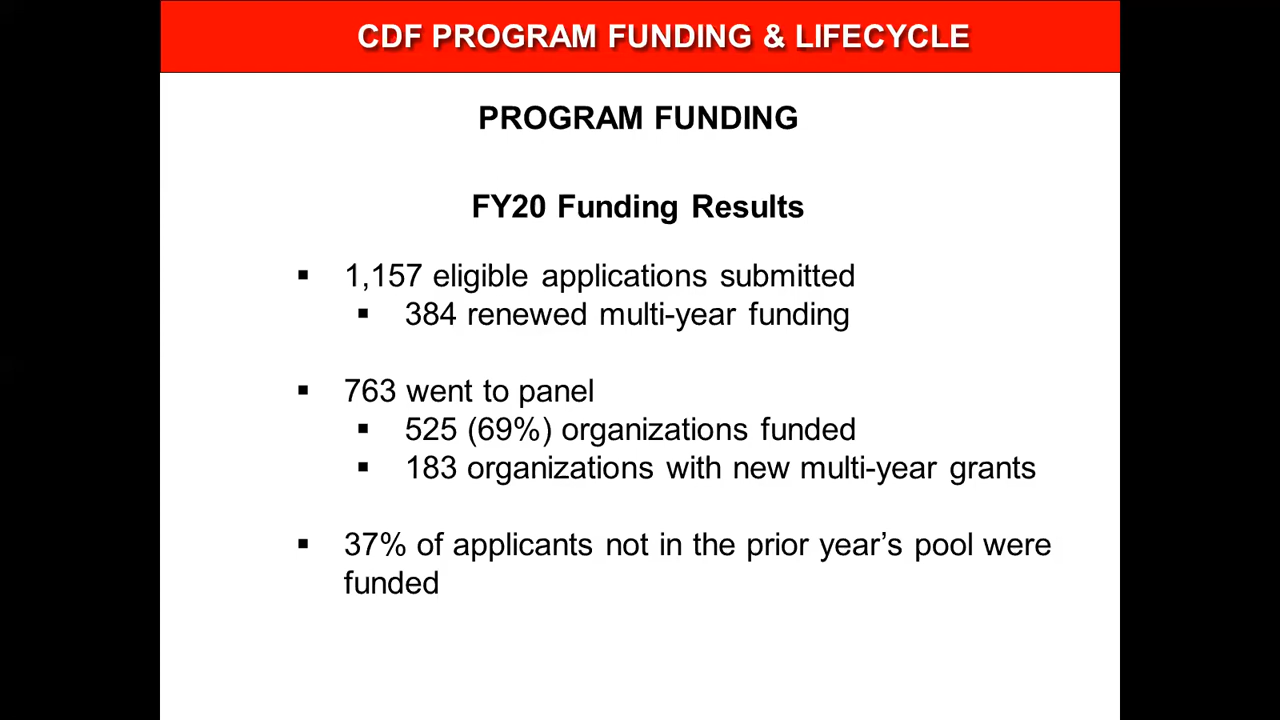 CDF PROGRAM FUNDING & LIFECYCLE
PROGRAM FUNDING
FY20 Funding Results
▪ 1,157 eligible applications submitted
▪ 384 renewed multi-year funding
▪ 763 went to panel
▪ 525 (69%) organizations funded
▪ 183 organizations with new multi-year grants
▪ 37% of applicants not in the prior year’s pool were
funded